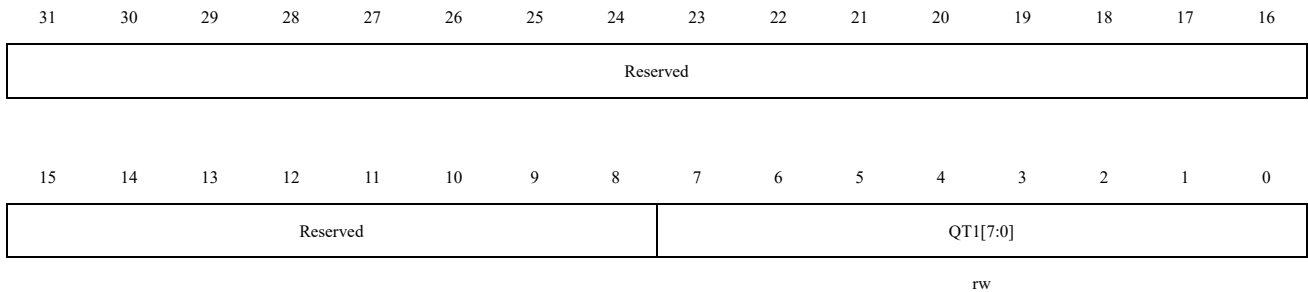 31 30 29 28 27 26 25 24 23 22 21 20 19 18 17 16
Reserved
15 14 13 12 11 10 9 8 7 6 5 4 3 2 1 0
Reserved QT1[7:0]
rw